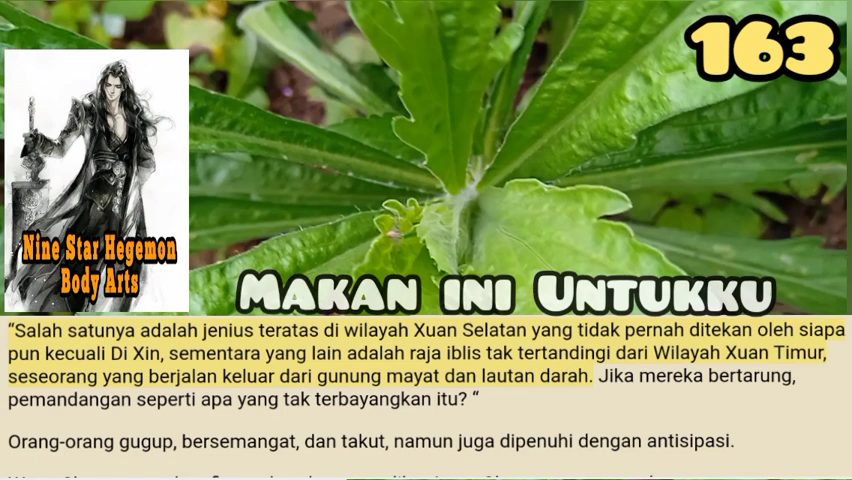 163
Nine Star Hegemon
Body Arts
Makan ini Untukku
“Salah satunya adalah jenius teratas di wilayah Xuan Selatan yang tidak pernah ditekan oleh siapa
pun kecuali Di Xin, sementara yang lain adalah raja iblis tak tertandingi dari Wilayah Xuan Timur,
seseorang yang berjalan keluar dari gunung mayat dan lautan darah. Jika mereka bertarung,
pemandangan seperti apa yang tak terbayangkan itu? “
Orang-orang gugup, bersemangat, dan takut, namun juga dipenuhi dengan antisipasi.